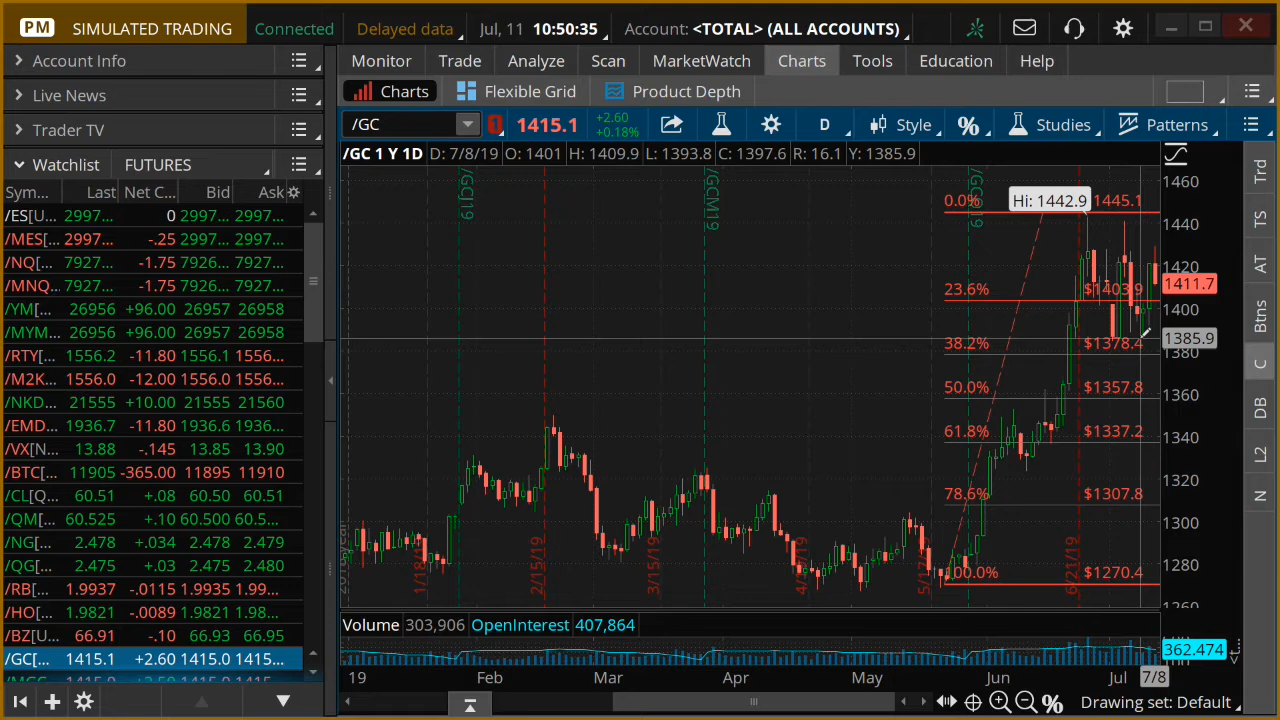 PM SIMULATED TRADING Connected Delayed data Jul, 11 10:50:35 Account: <TOTAL> (ALL ACCOUNTS)
Account Info
Live News
Trader TV
Watchlist FUTURES
Sym... Last Net C... Bid Ask
/ES[U... 2997... 0 2997... 2997...
/MES[... 2997... -.25 2997... 2997...
/NQ[... 7927... -1.75 7926... 7927...
/MNQ... 7927... -1.75 7926... 7927...
/YM[... 26956 +96.00 26957 26958
/MYM... 26956 +96.00 26957 26958
/RTY[... 1556.2 -11.80 1556.1 1556...
/M2K... 1556.0 -12.00 1556.0 1556...
/NKD... 21555 +10.00 21555 21560
/EMD... 1936.7 -11.80 1936.6 1936...
/VX[N... 13.88 -.145 13.85 13.90
/BTC[... 11905 -365.00 11895 11910
/CL[Q... 60.51 +.08 60.50 60.51
/QM[... 60.525 +.10 60.500 60.5...
/NG[... 2.478 +.034 2.478 2.479
/QG[... 2.475 +.03 2.475 2.480
/RB[... 1.9937 -.0115 1.9935 1.99...
/HO[... 1.9821 -.0089 1.9820 1.98...
/BZ[U... 66.91 -.10 66.93 66.95
/GC[... 1415.1 +2.60 1415.0 1415...
Monitor Trade Analyze Scan MarketWatch Charts Tools Education Help
Charts Flexible Grid Product Depth
/GC 1415.1 +2.60 +0.18% D Style % Studies Patterns
/GC 1 Y 1D D: 7/8/19 O: 1401 H: 1409.9 L: 1393.8 C: 1397.6 R: 16.1 Y: 1385.9
/GCJ19
/GCM19
0.0% Hi: 1442.9 $1445.1
23.6% $1403.9
38.2% $1378.4
50.0% $1357.8
61.8% $1337.2
78.6% $1307.8
100.0% $1270.4
1/18/19
2/15/19
3/15/19
6/21/19
1460
1440
1420
1411.7
1400
1385.9
1380
1360
1340
1320
1300
1280
1260
Volume 303,906 OpenInterest 407,864
362.474
19 Feb Mar Apr May Jun Jul 7/8
Drawing set: Default
Trd
TS
AT
Btns
C
DB
L2
N